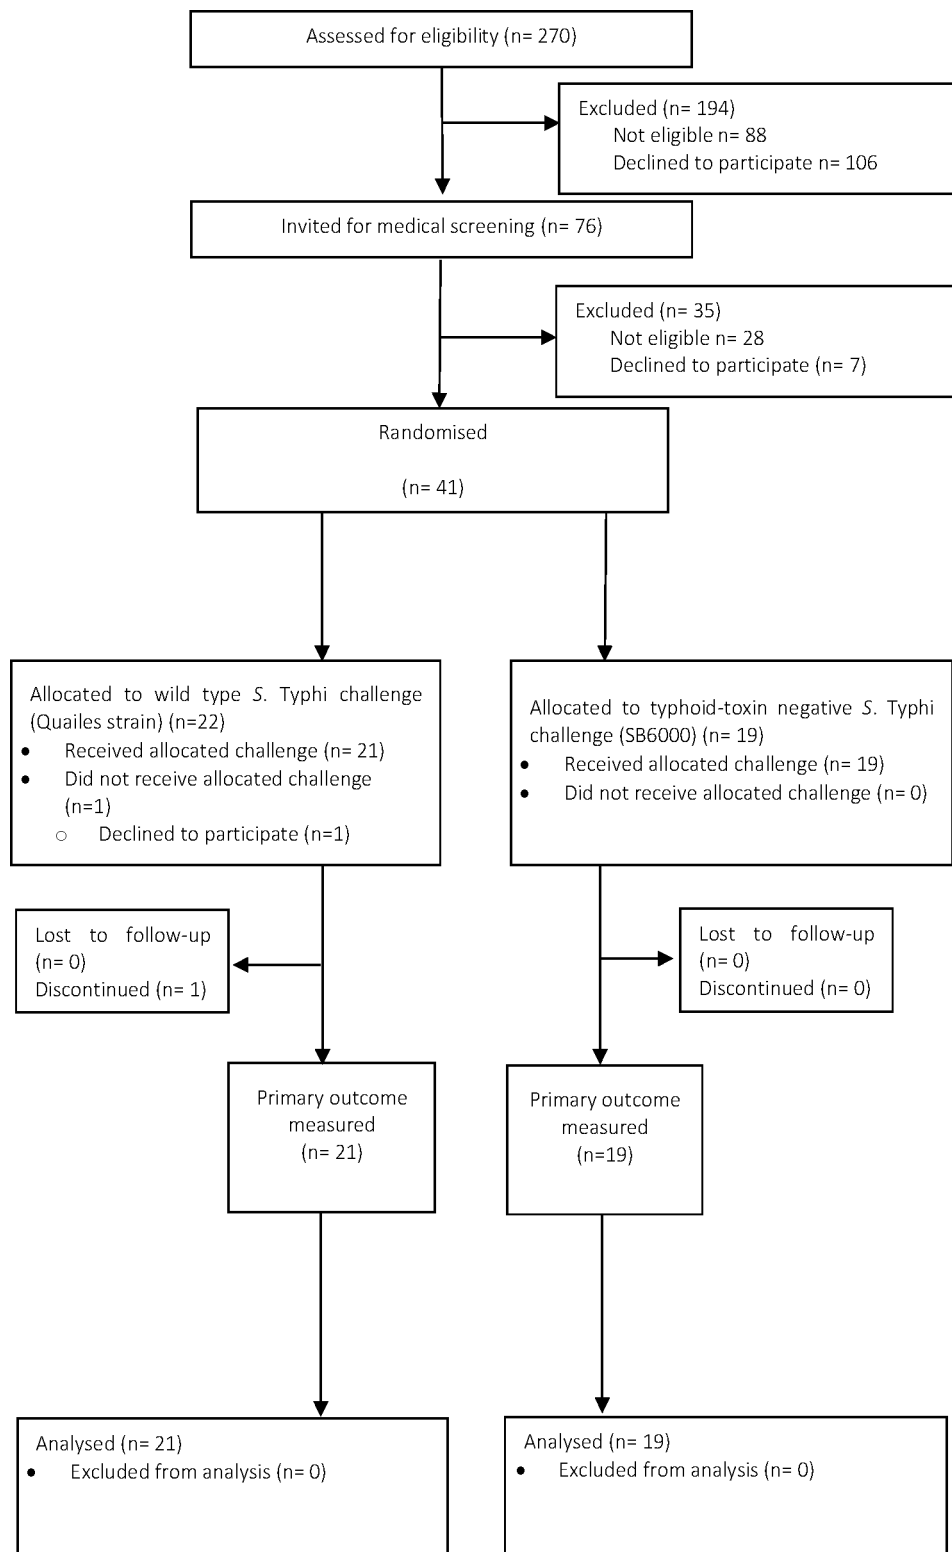 Assessed for eligibility (n= 270)
Excluded (n= 194)
Not eligible n= 88
Declined to participate n= 106
Invited for medical screening (n= 76)
Excluded (n= 35)
Not eligible n= 28
Declined to participate (n= 7)
Randomised
(n= 41)
Allocated to wild type S. Typhi challenge
(Quailes strain) (n=22)
● Received allocated challenge (n= 21)
● Did not receive allocated challenge
(n=1)
○ Declined to participate (n=1)
Allocated to typhoid-toxin negative S. Typhi
challenge (SB6000) (n= 19)
● Received allocated challenge (n= 19)
● Did not receive allocated challenge (n= 0)
Lost to follow-up
(n= 0)
Discontinued (n= 1)
Lost to follow-up
(n= 0)
Discontinued (n= 0)
Primary outcome
measured
(n= 21)
Primary outcome
measured
(n=19)
Analysed (n= 21)
● Excluded from analysis (n= 0)
Analysed (n= 19)
● Excluded from analysis (n= 0)